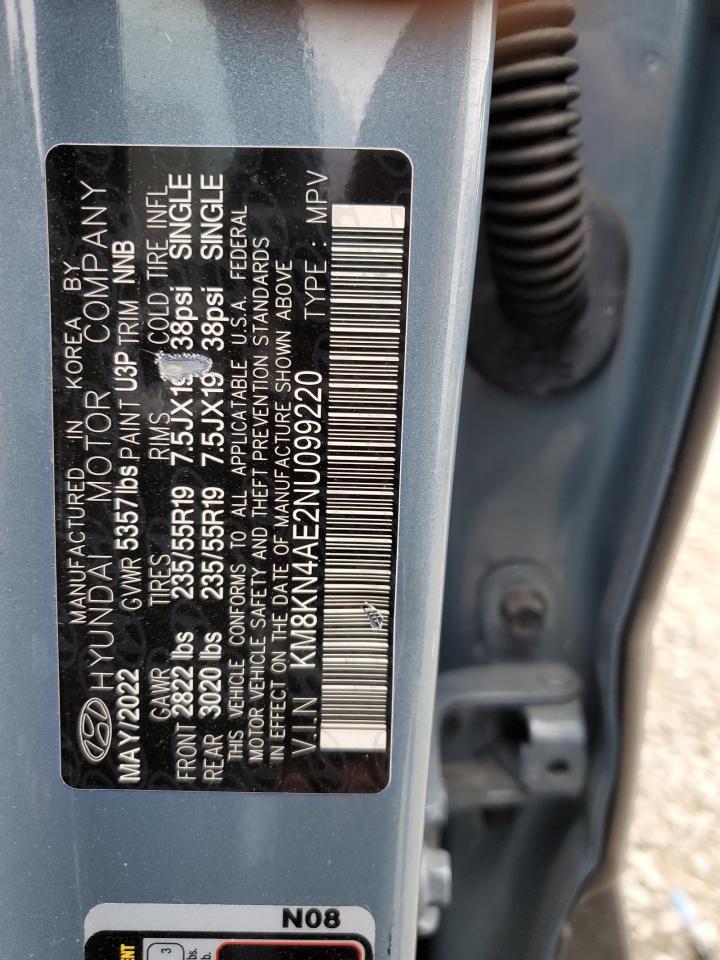 MANUFACTURED IN KOREA BY
HYUNDAI MOTOR COMPANY
MAY/2022 GVWR 5357lbs PAINT U3P TRIM NNB
GAWR TIRES RIMS COLD TIRE INFL
FRONT 2822 lbs 235/55R19 7.5JX19 38psi SINGLE
REAR 3020 lbs 235/55R19 7.5JX19 38psi SINGLE
THIS VEHICLE CONFORMS TO ALL APPLICABLE U.S.A. FEDERAL
MOTOR VEHICLE SAFETY AND THEFT PREVENTION STANDARDS
IN EFFECT ON THE DATE OF MANUFACTURE SHOWN ABOVE
V.I.N KM8KN4AE2NU099220 TYPE : MPV
N08
3